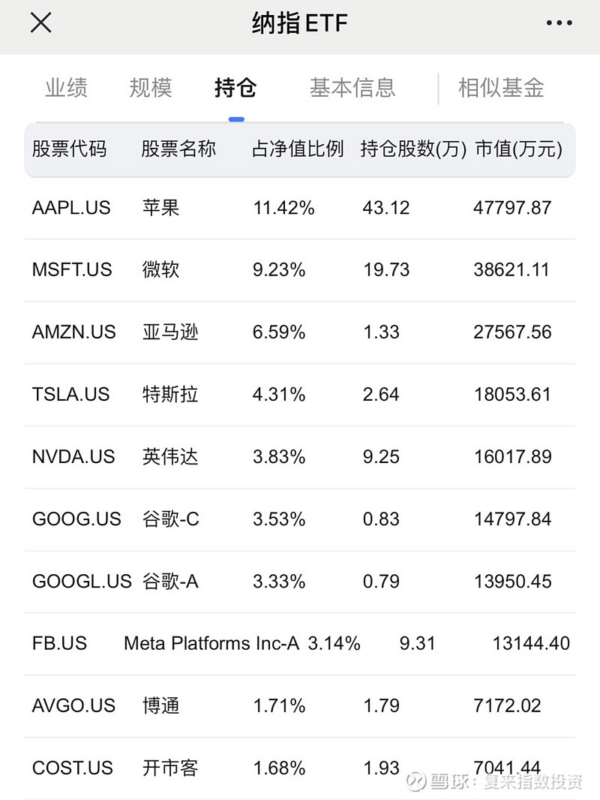 纳指ETF
业绩 规模 持仓 基本信息 相似基金
股票代码 股票名称 占净值比例 持仓股数(万) 市值(万元)
AAPL.US 苹果 11.42% 43.12 47797.87
MSFT.US 微软 9.23% 19.73 38621.11
AMZN.US 亚马逊 6.59% 1.33 27567.56
TSLA.US 特斯拉 4.31% 2.64 18053.61
NVDA.US 英伟达 3.83% 9.25 16017.89
GOOG.US 谷歌-C 3.53% 0.83 14797.84
GOOGL.US 谷歌-A 3.33% 0.79 13950.45
FB.US Meta Platforms Inc-A 3.14% 9.31 13144.40
AVGO.US 博通 1.71% 1.79 7172.02
COST.US 开市客 1.68% 1.93 7041.44
雪球：复来指数投资